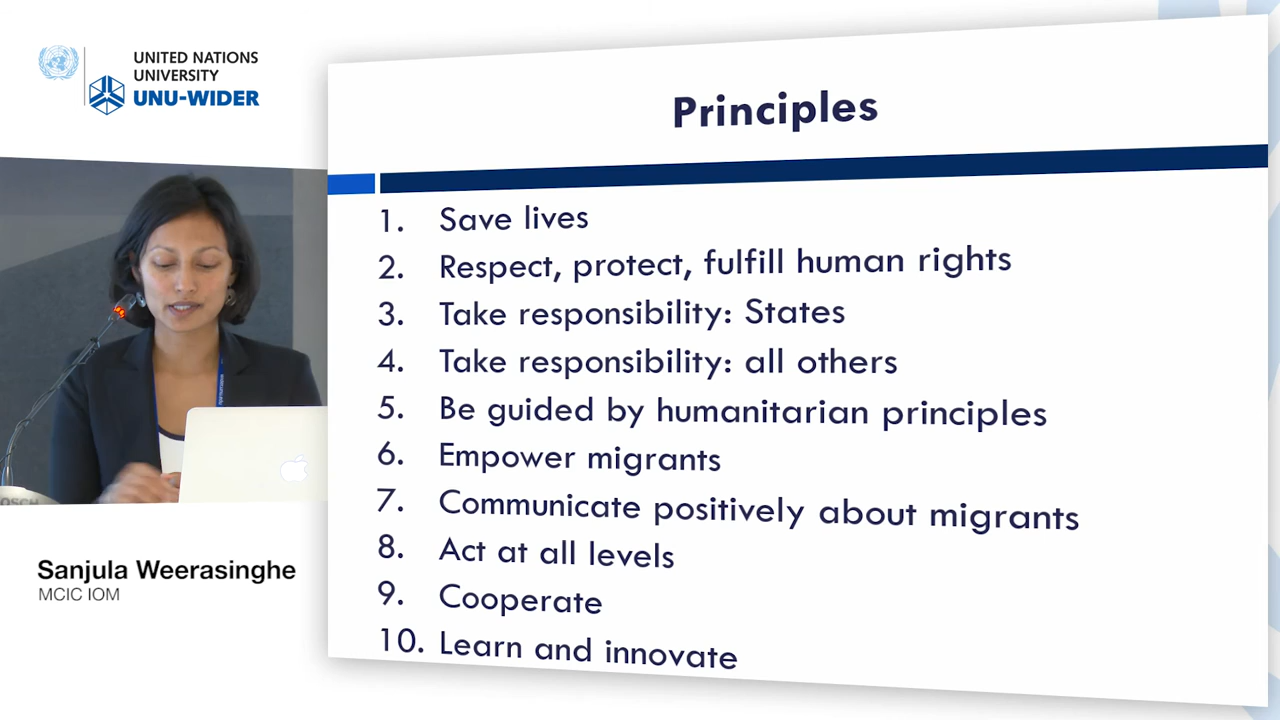 UNITED NATIONS
UNIVERSITY
UNU-WIDER
Principles
1. Save lives
2. Respect, protect, fulfill human rights
3. Take responsibility: States
4. Take responsibility: all others
5. Be guided by humanitarian principles
6. Empower migrants
7. Communicate positively about migrants
8. Act at all levels
9. Cooperate
10. Learn and innovate
Sanjula Weerasinghe
MCIC IOM